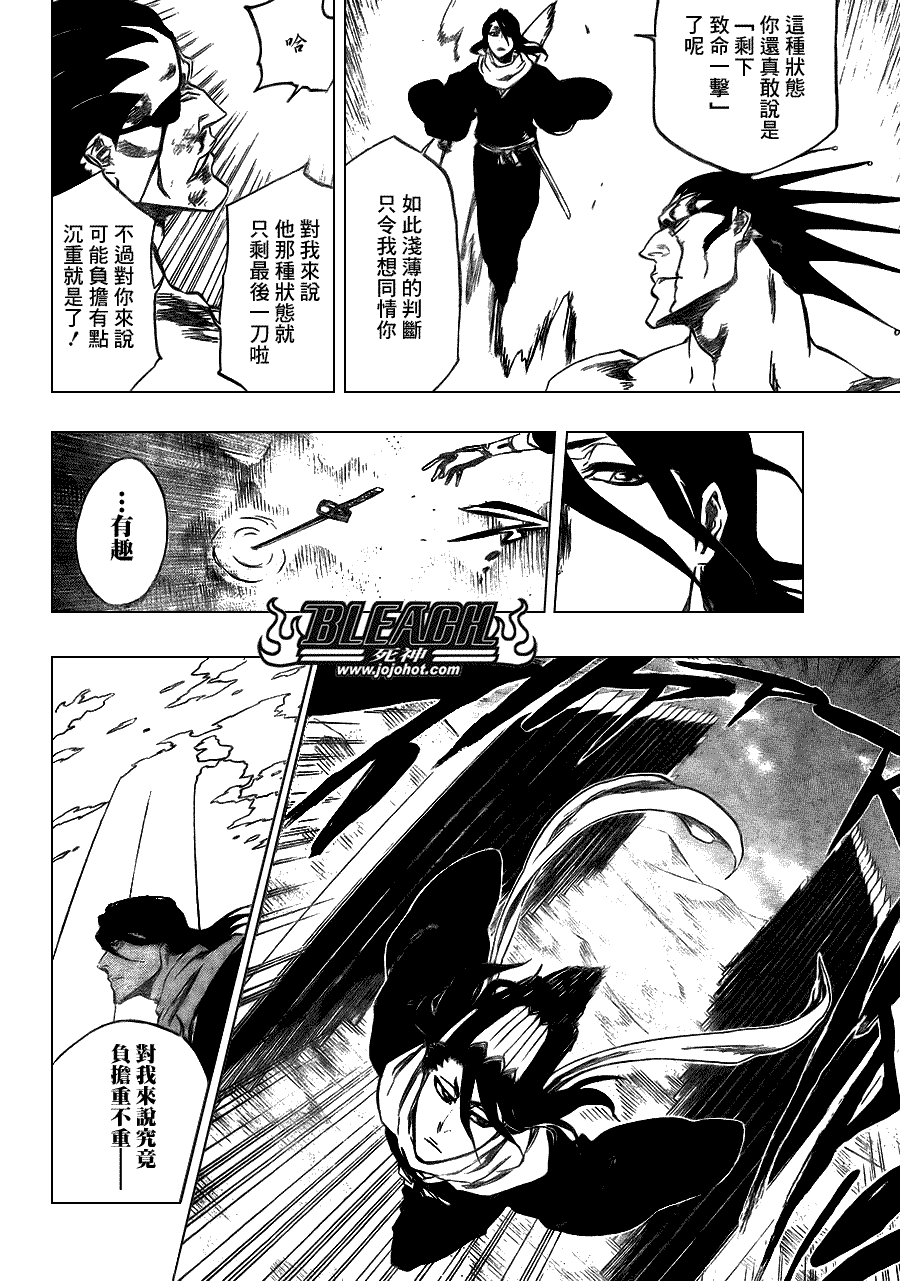 這種狀態
你還真敢說是
「剩下
致命一擊」
了呢
如此淺薄的判斷
只令我想同情你
哈
對我來說
他那種狀態就
只剩最後一刀啦
不過對你來說
可能負擔有點
沉重就是了！
…有趣
BLEACH
死神
www.jojohot.com
對我來說究竟
負擔重不重──